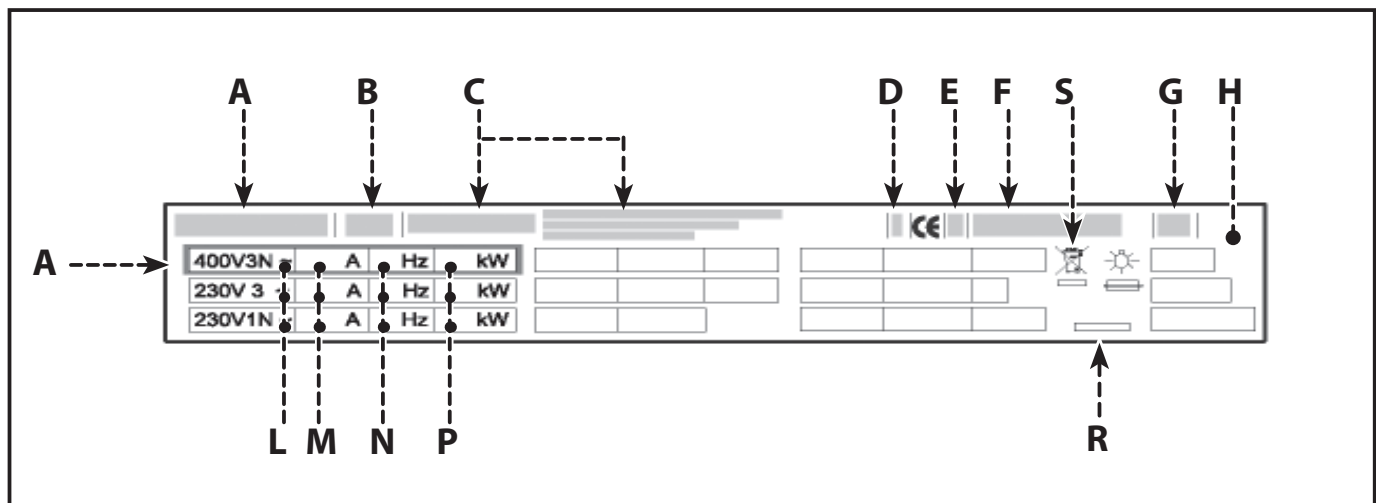 A B C D E F S G H
CE
A 400V3N ~ A Hz kW
230V 3 ~ A Hz kW
230V1N ~ A Hz kW
L M N P R